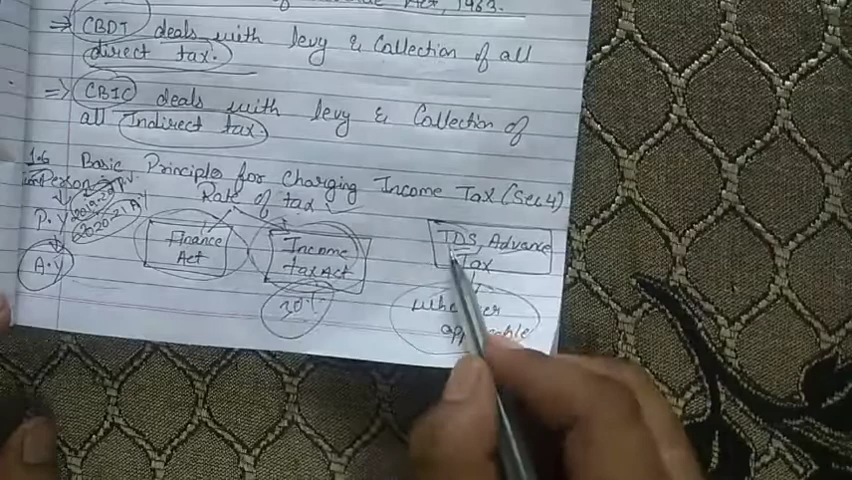 Act, 1963.
=> CBDT deals with levy & Collection of all
direct tax.
=> CBIC deals with levy & Collection of
all Indirect tax.
1.6 Basic Principles for Charging Income Tax (Sec 4)
Person
Rate of tax
P.Y
2019-20 P.Y
2020-21 A.Y
A.Y
Finance
Act
Income
tax Act
30%
TDS, Advance
Tax
applicable